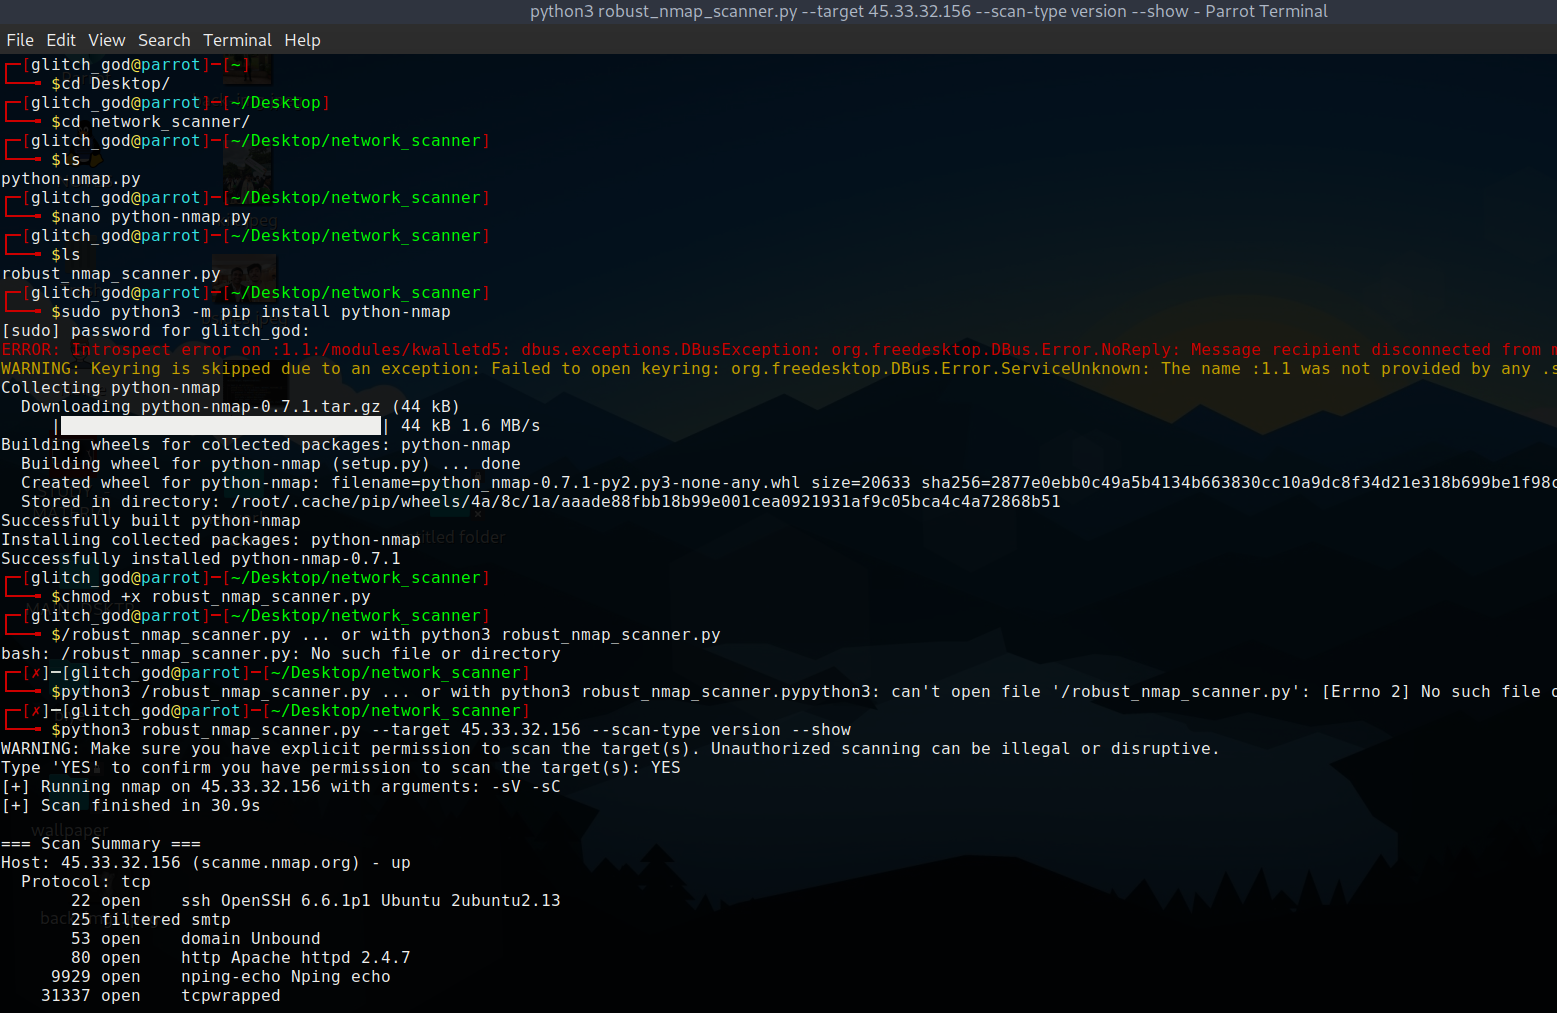 python3 robust_nmap_scanner.py --target 45.33.32.156 --scan-type version --show - Parrot Terminal
File Edit View Search Terminal Help
[glitch_god@parrot]─[~]
$cd Desktop/
[glitch_god@parrot]─[~/Desktop]
$cd network_scanner/
[glitch_god@parrot]─[~/Desktop/network_scanner]
$ls
python-nmap.py
[glitch_god@parrot]─[~/Desktop/network_scanner]
$nano python-nmap.py
[glitch_god@parrot]─[~/Desktop/network_scanner]
$ls
robust_nmap_scanner.py
[glitch_god@parrot]─[~/Desktop/network_scanner]
$sudo python3 -m pip install python-nmap
[sudo] password for glitch_god:
ERROR: Introspect error on :1.1:/modules/kwalletd5: dbus.exceptions.DBusException: org.freedesktop.DBus.Error.NoReply: Message recipient disconnected from m
WARNING: Keyring is skipped due to an exception: Failed to open keyring: org.freedesktop.DBus.Error.ServiceUnknown: The name :1.1 was not provided by any .s
Collecting python-nmap
Downloading python-nmap-0.7.1.tar.gz (44 kB)
| | 44 kB 1.6 MB/s
Building wheels for collected packages: python-nmap
Building wheel for python-nmap (setup.py) ... done
Created wheel for python-nmap: filename=python_nmap-0.7.1-py2.py3-none-any.whl size=20633 sha256=2877e0ebb0c49a5b4134b663830cc10a9dc8f34d21e318b699be1f98c
Stored in directory: /root/.cache/pip/wheels/4a/8c/1a/aaade88fbb18b99e001cea0921931af9c05bca4c4a72868b51
Successfully built python-nmap
Installing collected packages: python-nmap
titled folder
Successfully installed python-nmap-0.7.1
[glitch_god@parrot]─[~/Desktop/network_scanner]
$chmod +x robust_nmap_scanner.py
[glitch_god@parrot]─[~/Desktop/network_scanner]
$/robust_nmap_scanner.py ... or with python3 robust_nmap_scanner.py
bash: /robust_nmap_scanner.py: No such file or directory
[✗]─[glitch_god@parrot]─[~/Desktop/network_scanner]
$python3 /robust_nmap_scanner.py ... or with python3 robust_nmap_scanner.pypython3: can't open file '/robust_nmap_scanner.py': [Errno 2] No such file o
[✗]─[glitch_god@parrot]─[~/Desktop/network_scanner]
$python3 robust_nmap_scanner.py --target 45.33.32.156 --scan-type version --show
WARNING: Make sure you have explicit permission to scan the target(s). Unauthorized scanning can be illegal or disruptive.
Type 'YES' to confirm you have permission to scan the target(s): YES
[+] Running nmap on 45.33.32.156 with arguments: -sV -sC
[+] Scan finished in 30.9s
wallpaper
=== Scan Summary ===
Host: 45.33.32.156 (scanme.nmap.org) - up
Protocol: tcp
22 open ssh OpenSSH 6.6.1p1 Ubuntu 2ubuntu2.13
25 filtered smtp
53 open domain Unbound
80 open http Apache httpd 2.4.7
9929 open nping-echo Nping echo
31337 open tcpwrapped